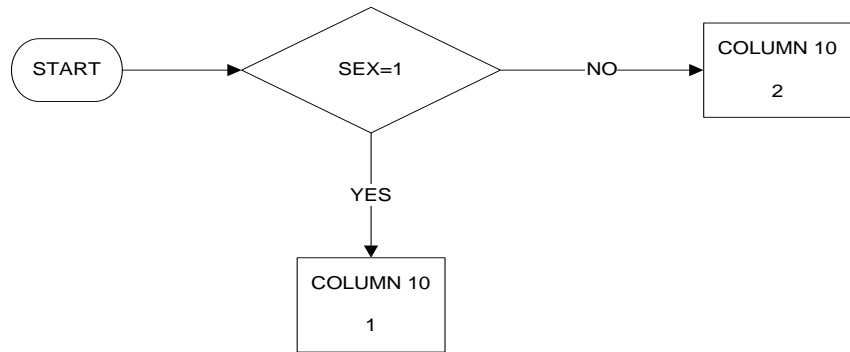 START
SEX=1
NO
COLUMN 10
2
YES
COLUMN 10
1